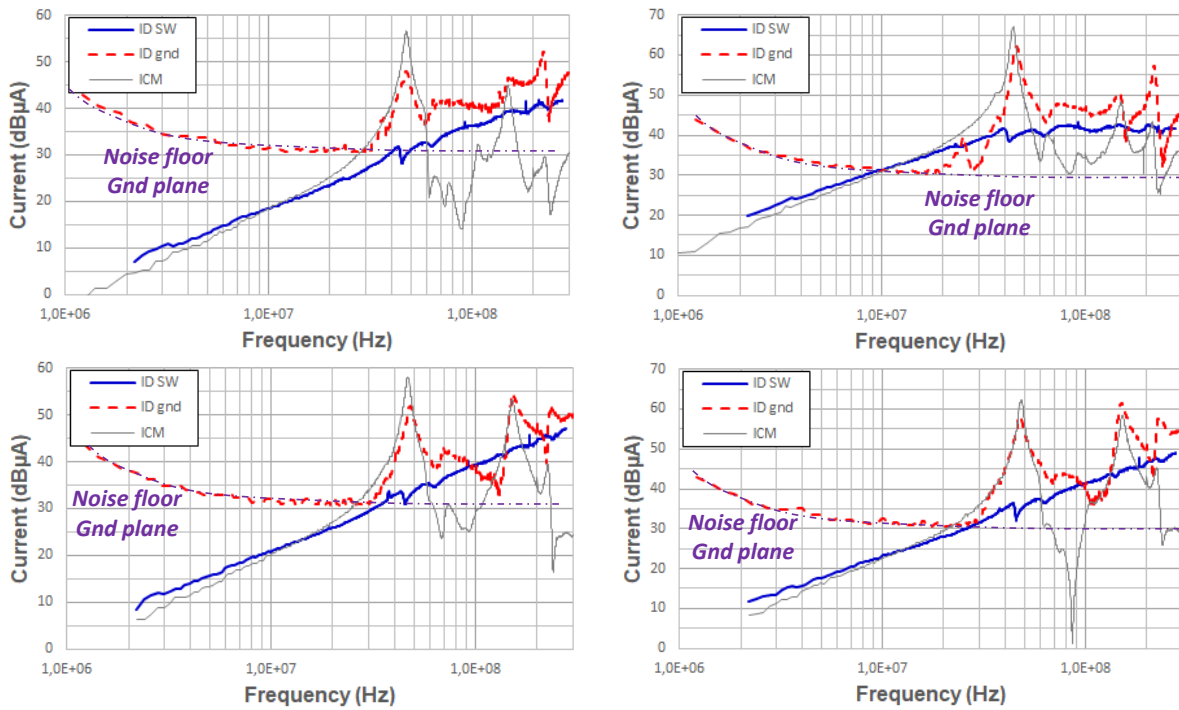 60
50
40
30
20
10
0
Current (dBµA)
ID SW
ID gnd
ICM
Noise floor
Gnd plane
1,0E+06
1,0E+07
1,0E+08
Frequency (Hz)
70
60
50
40
30
20
10
0
Current (dBµA)
ID SW
ID gnd
ICM
Noise floor
Gnd plane
1,0E+06
1,0E+07
1,0E+08
Frequency (Hz)
60
50
40
30
20
10
0
Current (dBµA)
ID SW
ID gnd
ICM
Noise floor
Gnd plane
1,0E+06
1,0E+07
1,0E+08
Frequency (Hz)
70
60
50
40
30
20
10
0
Current (dBµA)
ID SW
ID gnd
ICM
Noise floor
Gnd plane
1,0E+06
1,0E+07
1,0E+08
Frequency (Hz)